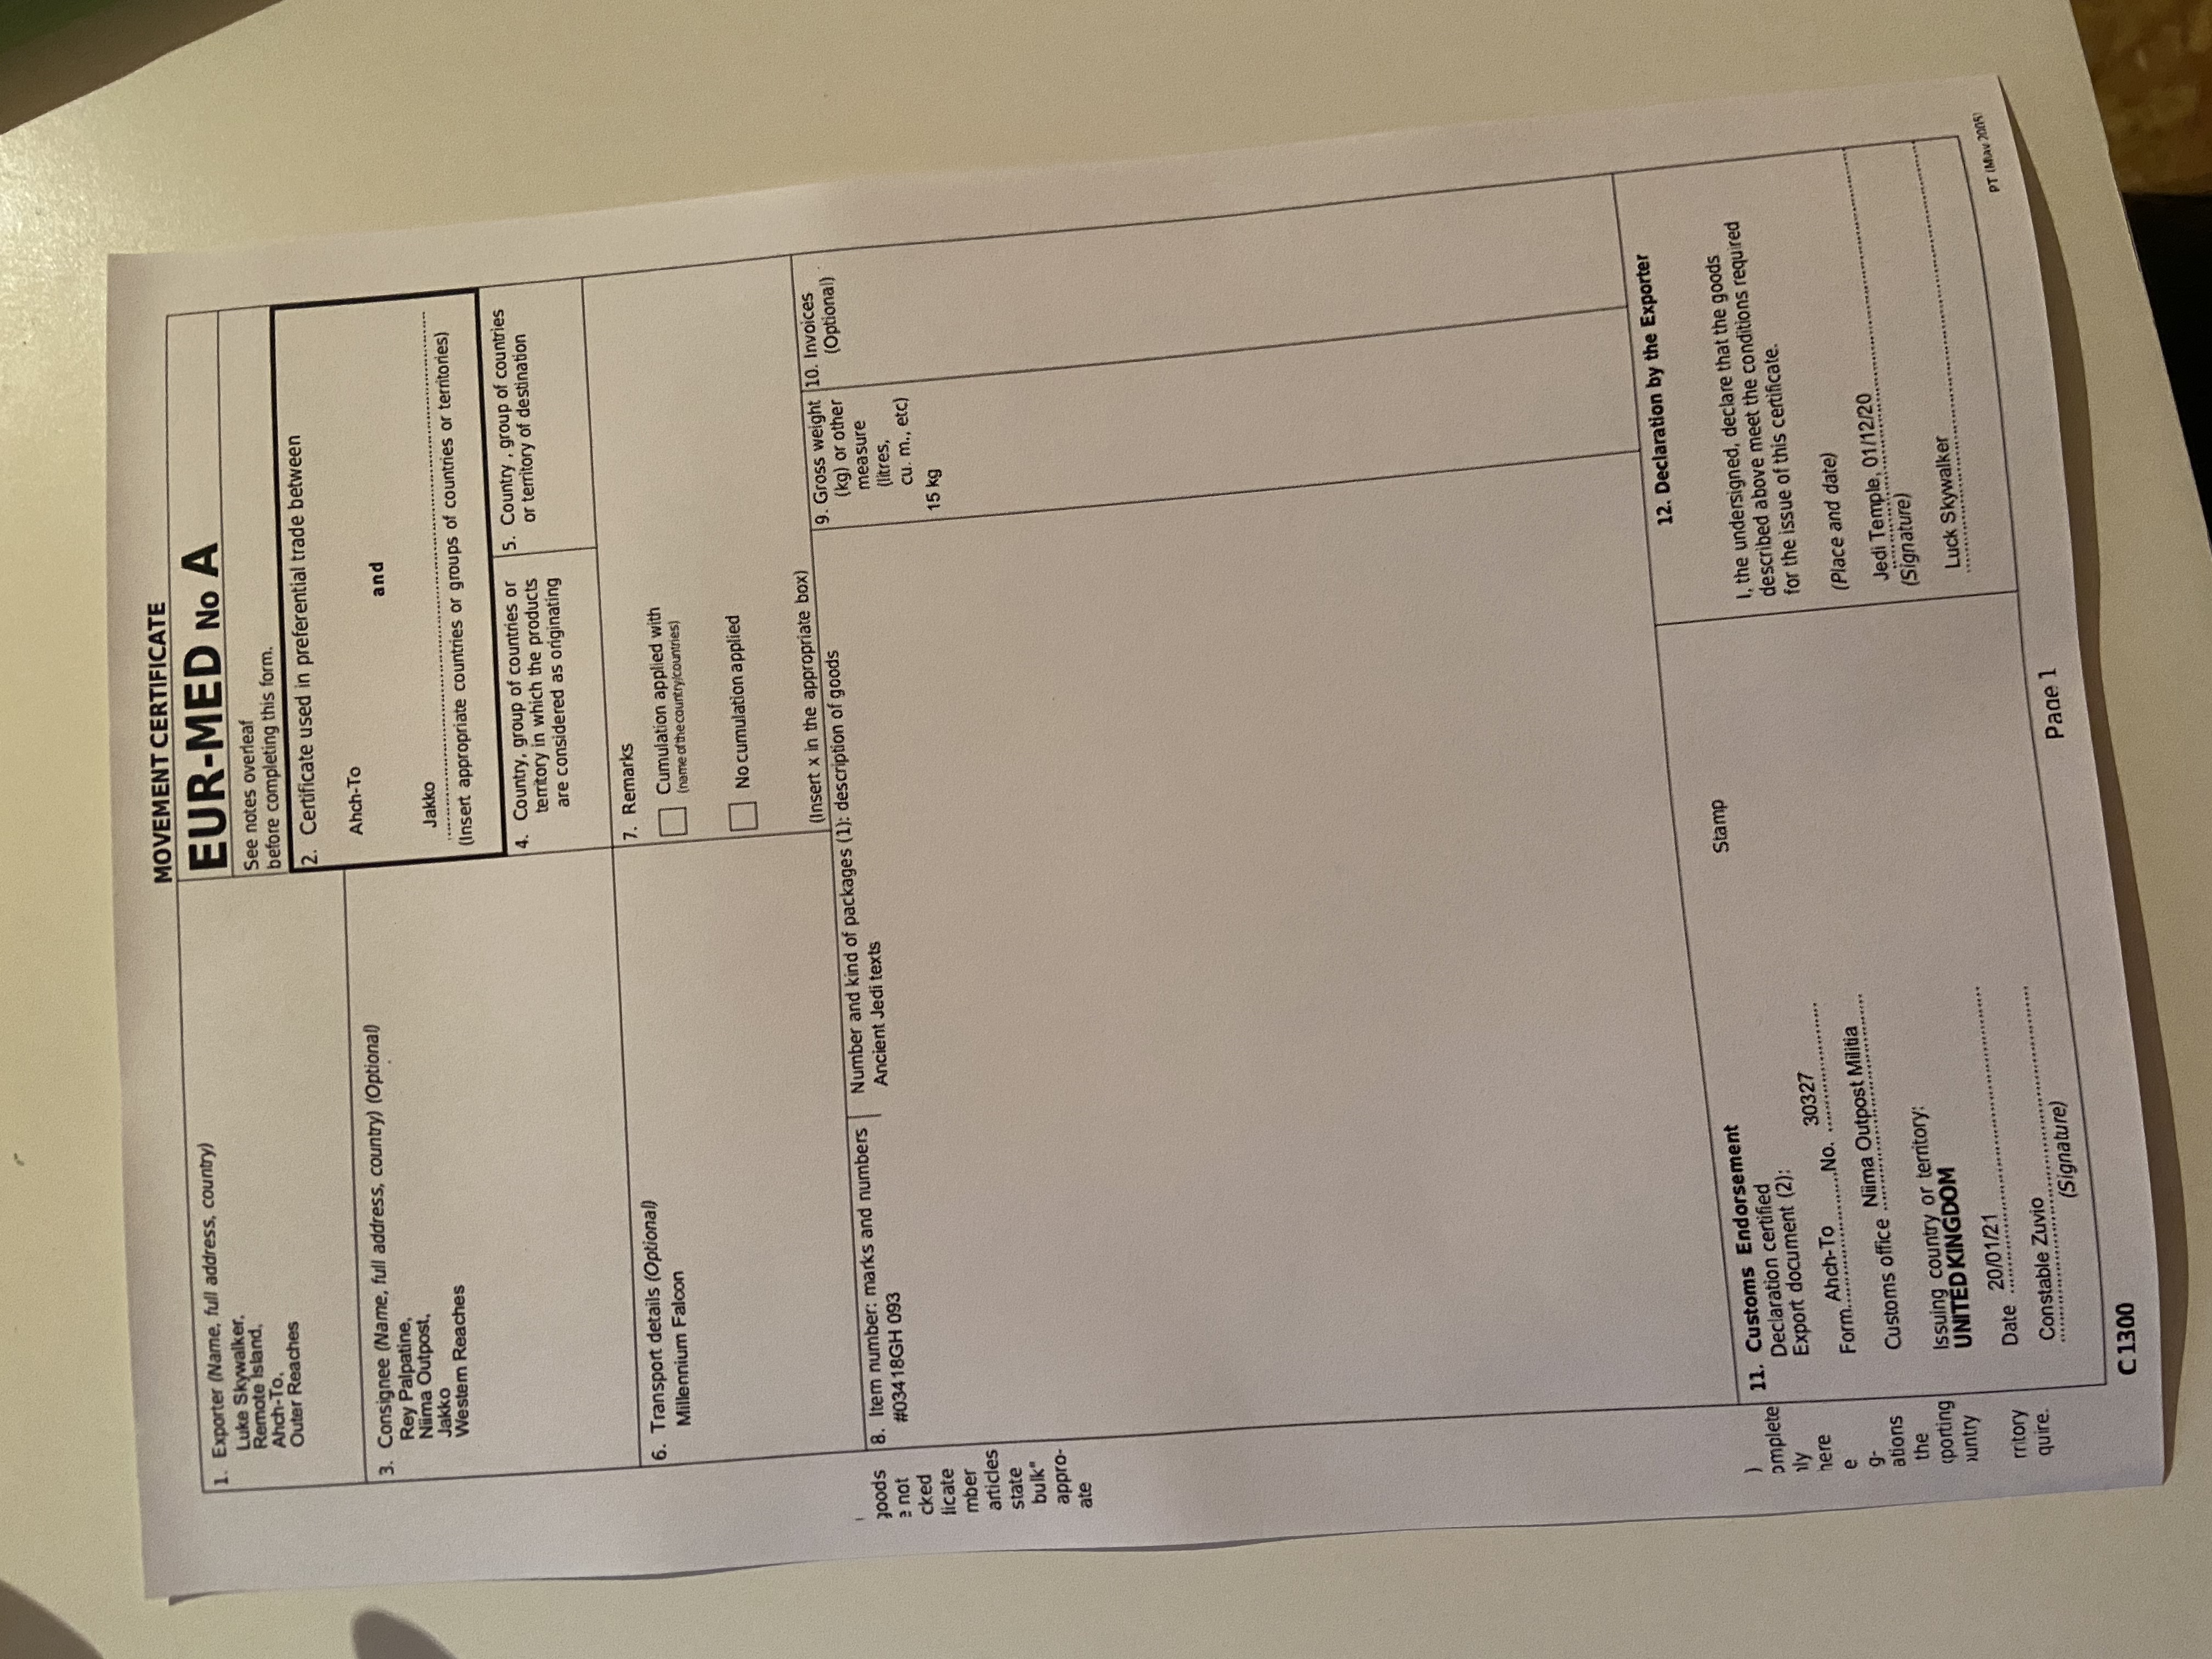 MOVEMENT CERTIFICATE
1. Exporter (Name, full address, country)
Luke Skywalker,
Remote Island,
Ahch-To,
Outer Reaches
EUR-MED No A
See notes overleaf
before completing this form.
2. Certificate used in preferential trade between
Ahch-To
and
Jakko
(Insert appropriate countries or groups of countries or territories)
3. Consignee (Name, full address, country) (Optional)
Rey Palpatine,
Niima Outpost,
Jakko
Western Reaches
4. Country, group of countries or
territory in which the products
are considered as originating
5. Country , group of countries
or territory of destination
6. Transport details (Optional)
Millennium Falcon
7. Remarks
Cumulation applied with
(name of the country/countries)
No cumulation applied
(Insert x in the appropriate box)
8. Item number: marks and numbers
#03418GH 093
Number and kind of packages (1): description of goods
Ancient Jedi texts
9. Gross weight
(kg) or other
measure
(litres,
cu. m., etc)
15 kg
10. Invoices
(Optional)
goods
e not
cked
licate
mber
articles
state
bulk"
appro-
ate
11. Customs Endorsement
Stamp
Declaration certified
Export document (2):
Form Ahch-To No. 30327
Customs office Niima Outpost Militia
Issuing country or territory:
UNITED KINGDOM
Date 20/01/21
Constable Zuvio
(Signature)
12. Declaration by the Exporter
I, the undersigned, declare that the goods
described above meet the conditions required
for the issue of this certificate.
(Place and date)
Jedi Temple, 01/12/20
(Signature)
Luck Skywalker
)
omplete
nly
here
e
g-
ations
the
porting
ountry
rritory
quire.
PT (May 2005)
Page 1
C 1300